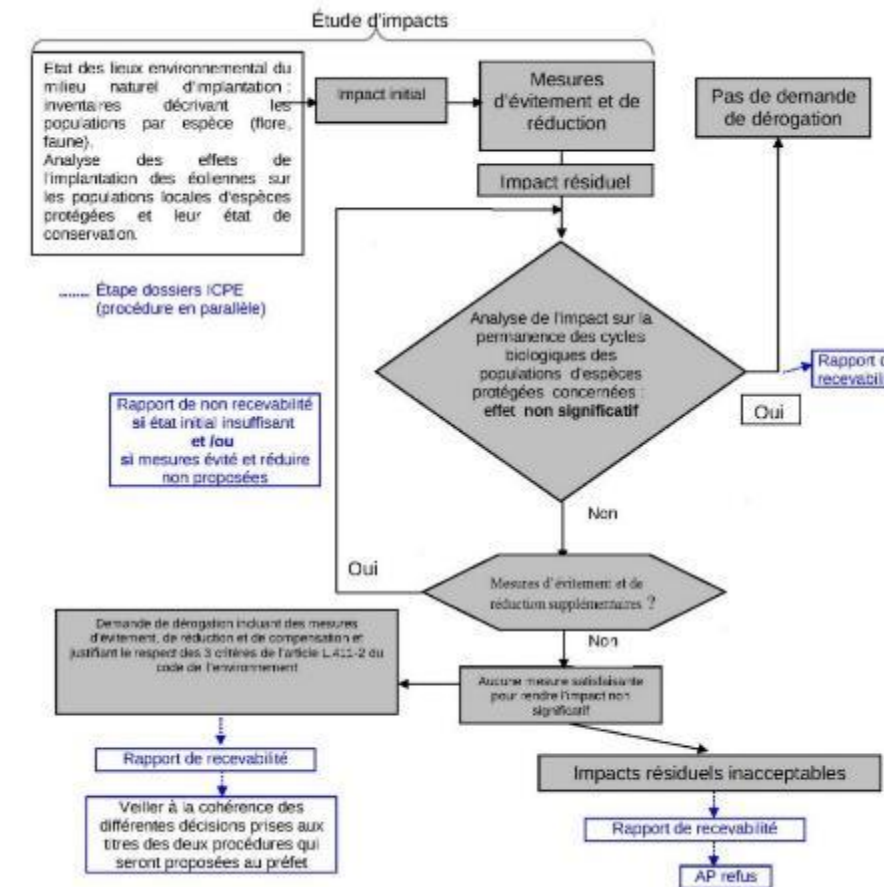 Étude d'impacts
Etat des lieux environnemental du
milieu naturel d'implantation :
inventaires décrivant les
populations par espèce (flore,
faune).
Analyse des effets de
l'implantation des éoliennes sur
les populations locales d'espèces
protégées et leur état de
conservation.
Impact initial
Mesures
d'évitement et de
réduction
Pas de demande
de dérogation
Impact résiduel
Étape dossiers ICPE
(procédure en parallèle)
Analyse de l'impact sur la
permanence des cycles
biologiques des
populations d'espèces
protégées concernées :
effet non significatif
Rapport
Oui
Rapport de non recevabilité
si état initial insuffisant
et /ou
si mesures évité et réduire
non proposées
Non
Oui
Mesures d'évitement et de
réduction supplémentaires ?
Non
Demande de dérogation incluant des mesures
d'évitement, de réduction et de compensation et
justifiant le respect des 3 critères de l'article L.411-2 du
code de l'environnement
Aucune mesure satisfaisante
pour rendre l'impact non
significatif
Rapport de recevabilité
Impacts résiduels inacceptables
Veiller à la cohérence des
différentes décisions prises aux
titres des deux procédures qui
seront proposées au préfet
Rapport de recevabilité
AP refus